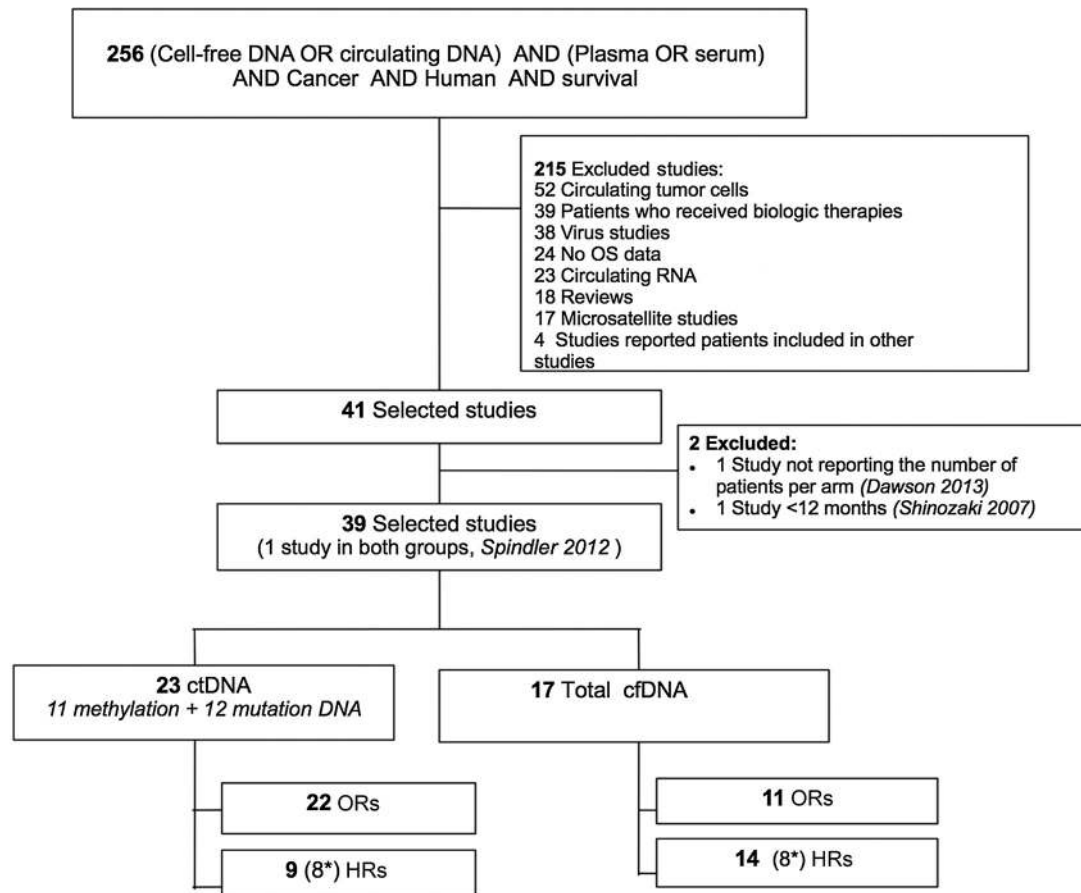 256 (Cell-free DNA OR circulating DNA) AND (Plasma OR serum)
AND Cancer AND Human AND survival
215 Excluded studies:
52 Circulating tumor cells
39 Patients who received biologic therapies
38 Virus studies
24 No OS data
23 Circulating RNA
18 Reviews
17 Microsatellite studies
4 Studies reported patients included in other
studies
41 Selected studies
2 Excluded:
• 1 Study not reporting the number of
patients per arm (Dawson 2013)
• 1 Study <12 months (Shinozaki 2007)
39 Selected studies
(1 study in both groups, Spindler 2012 )
23 ctDNA
11 methylation + 12 mutation DNA
17 Total cfDNA
22 ORs
11 ORs
9 (8*) HRs
14 (8*) HRs